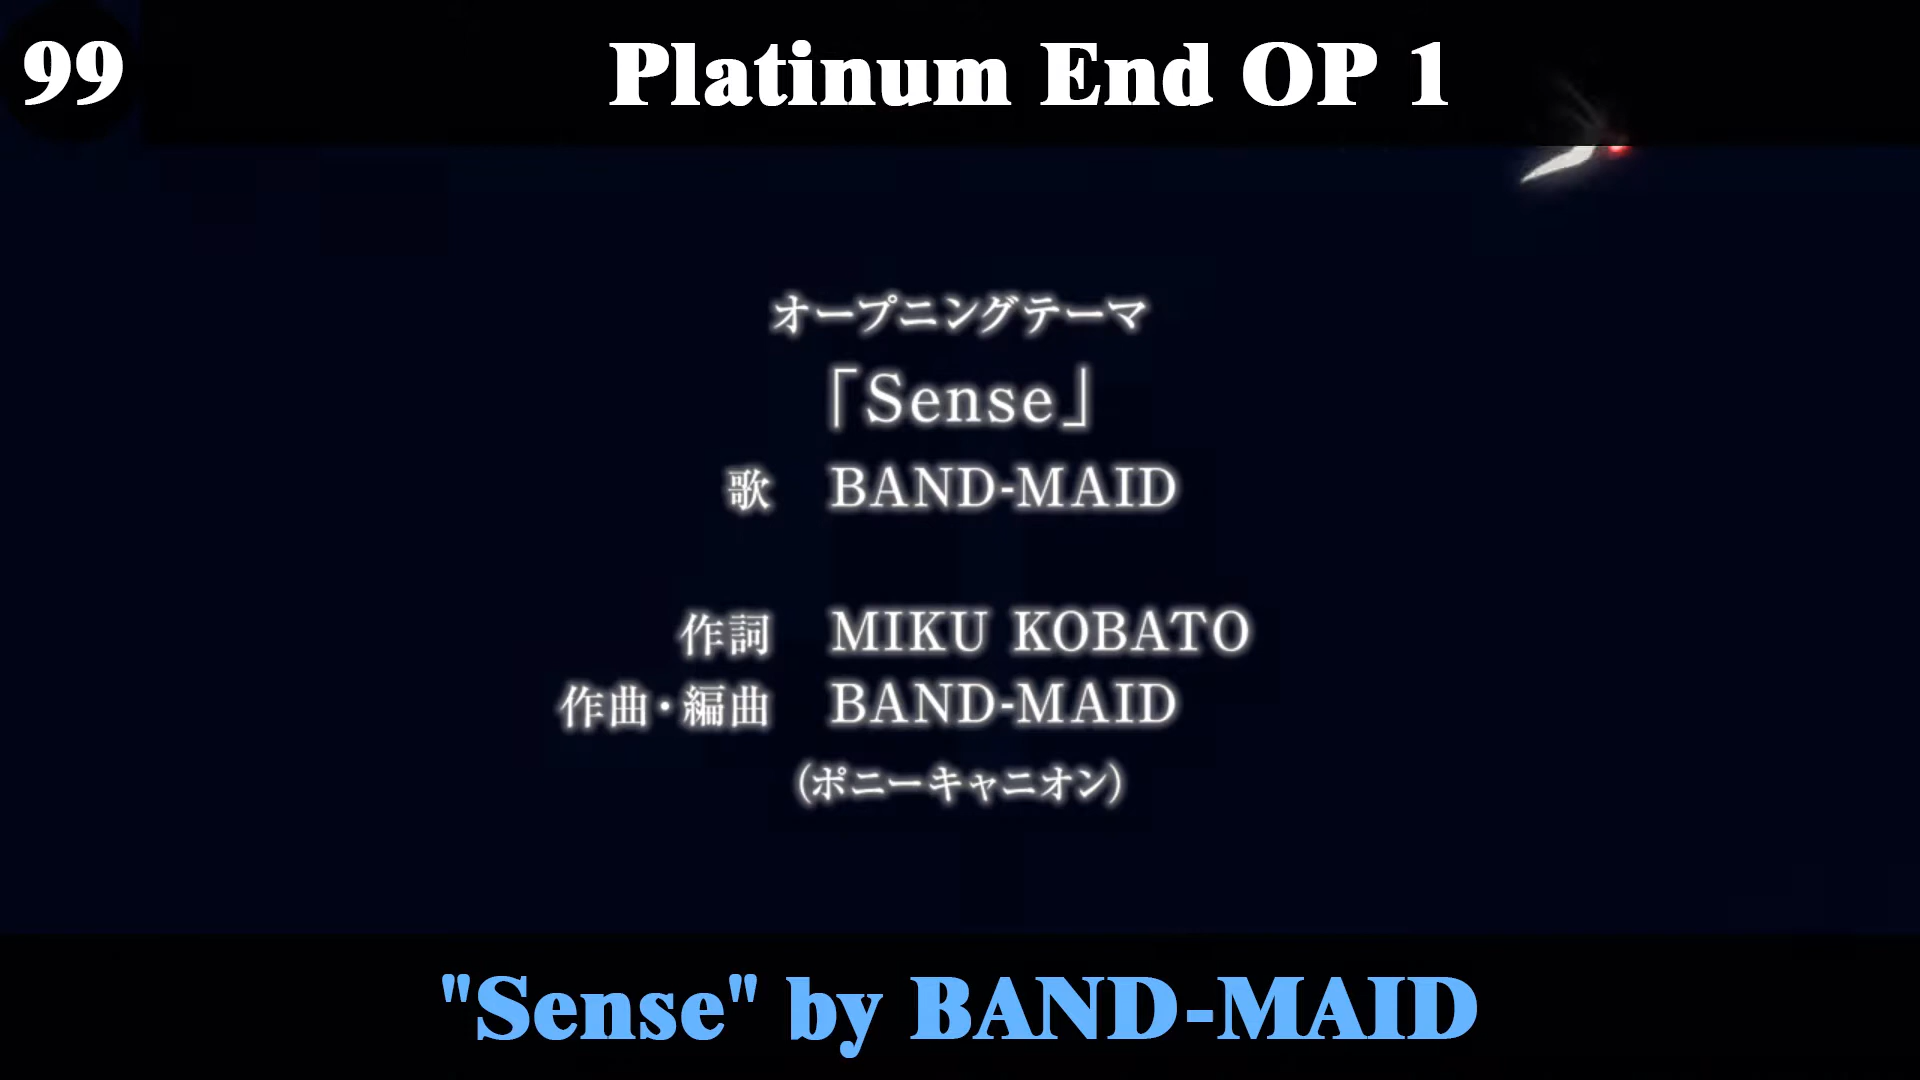 99
Platinum End OP 1
オープニングテーマ
「Sense」
歌 BAND-MAID
作詞 MIKU KOBATO
作曲・編曲 BAND-MAID
(ポニーキャニオン)
"Sense" by BAND-MAID